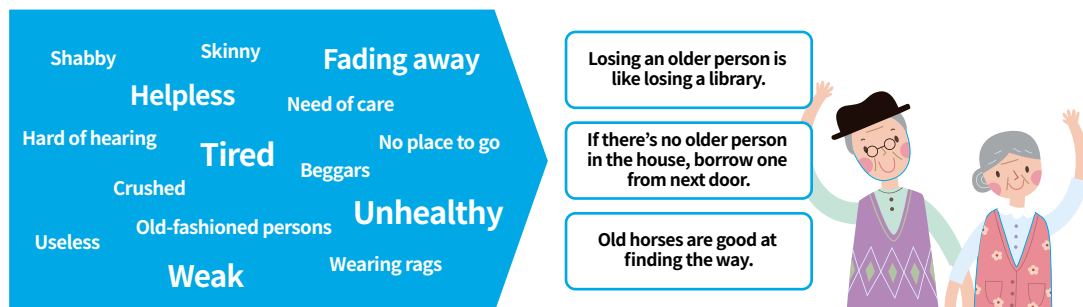 Shabby
Skinny
Fading away
Helpless
Need of care
Hard of hearing
Tired
No place to go
Beggars
Crushed
Unhealthy
Old-fashioned persons
Useless
Weak
Wearing rags
Losing an older person is
like losing a library.
If there’s no older person
in the house, borrow one
from next door.
Old horses are good at
finding the way.